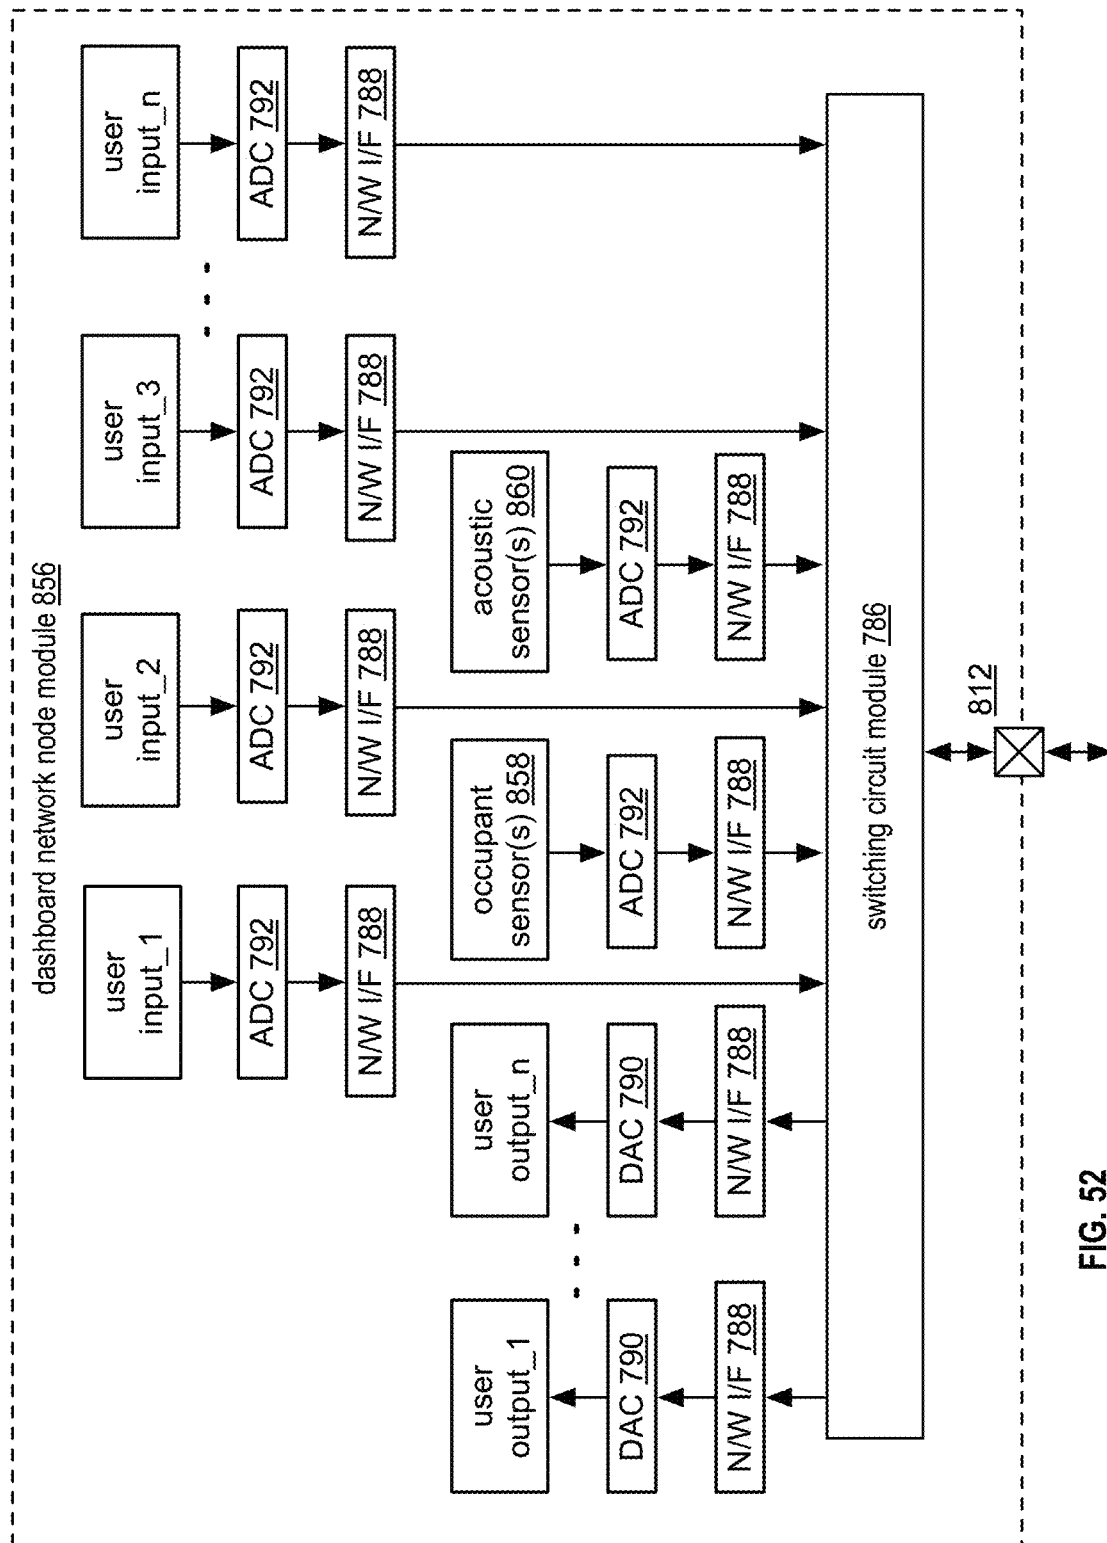 dashboard network node module 856
user
input_1
user
input_2
user
input_3
user
input_n
ADC 792
ADC 792
ADC 792
ADC 792
N/W I/F 788
N/W I/F 788
N/W I/F 788
N/W I/F 788
user
output_1
user
output_n
occupant
sensor(s) 858
acoustic
sensor(s) 860
DAC 790
DAC 790
ADC 792
ADC 792
N/W I/F 788
N/W I/F 788
N/W I/F 788
N/W I/F 788
switching circuit module 786
812
FIG. 52